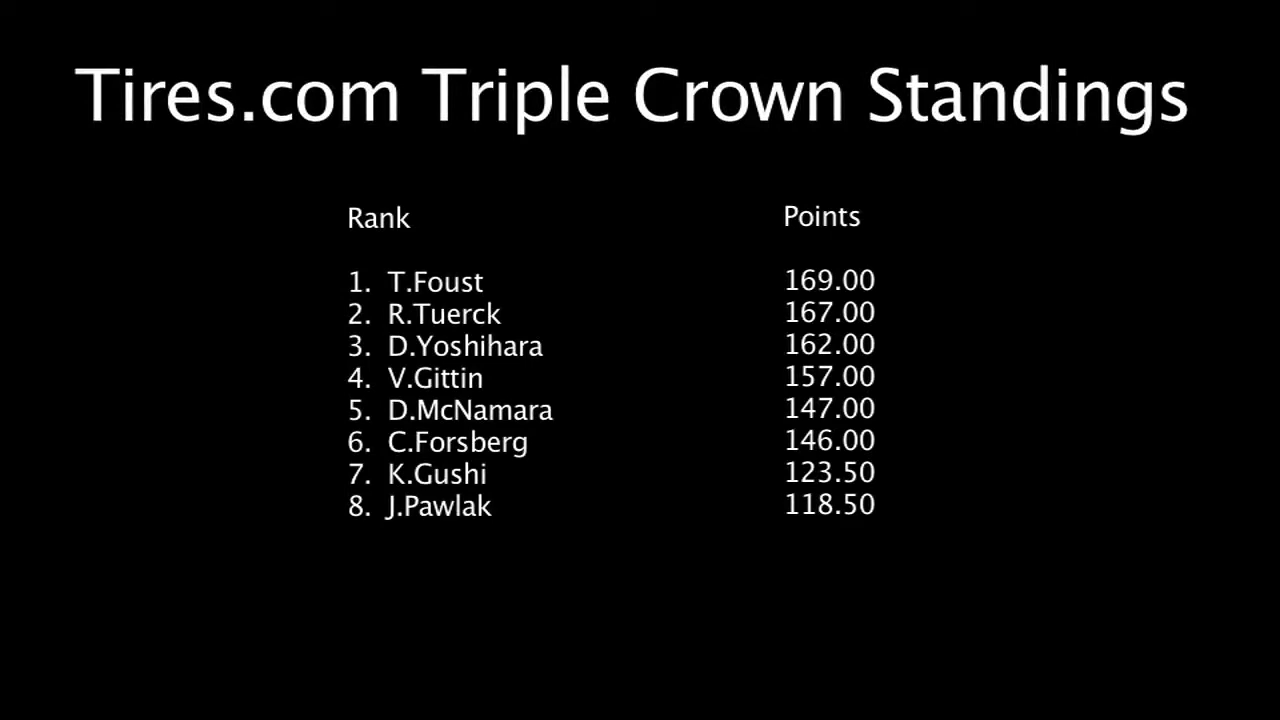 Tires.com Triple Crown Standings
Rank Points
1. T.Foust 169.00
2. R.Tuerck 167.00
3. D.Yoshihara 162.00
4. V.Gittin 157.00
5. D.McNamara 147.00
6. C.Forsberg 146.00
7. K.Gushi 123.50
8. J.Pawlak 118.50